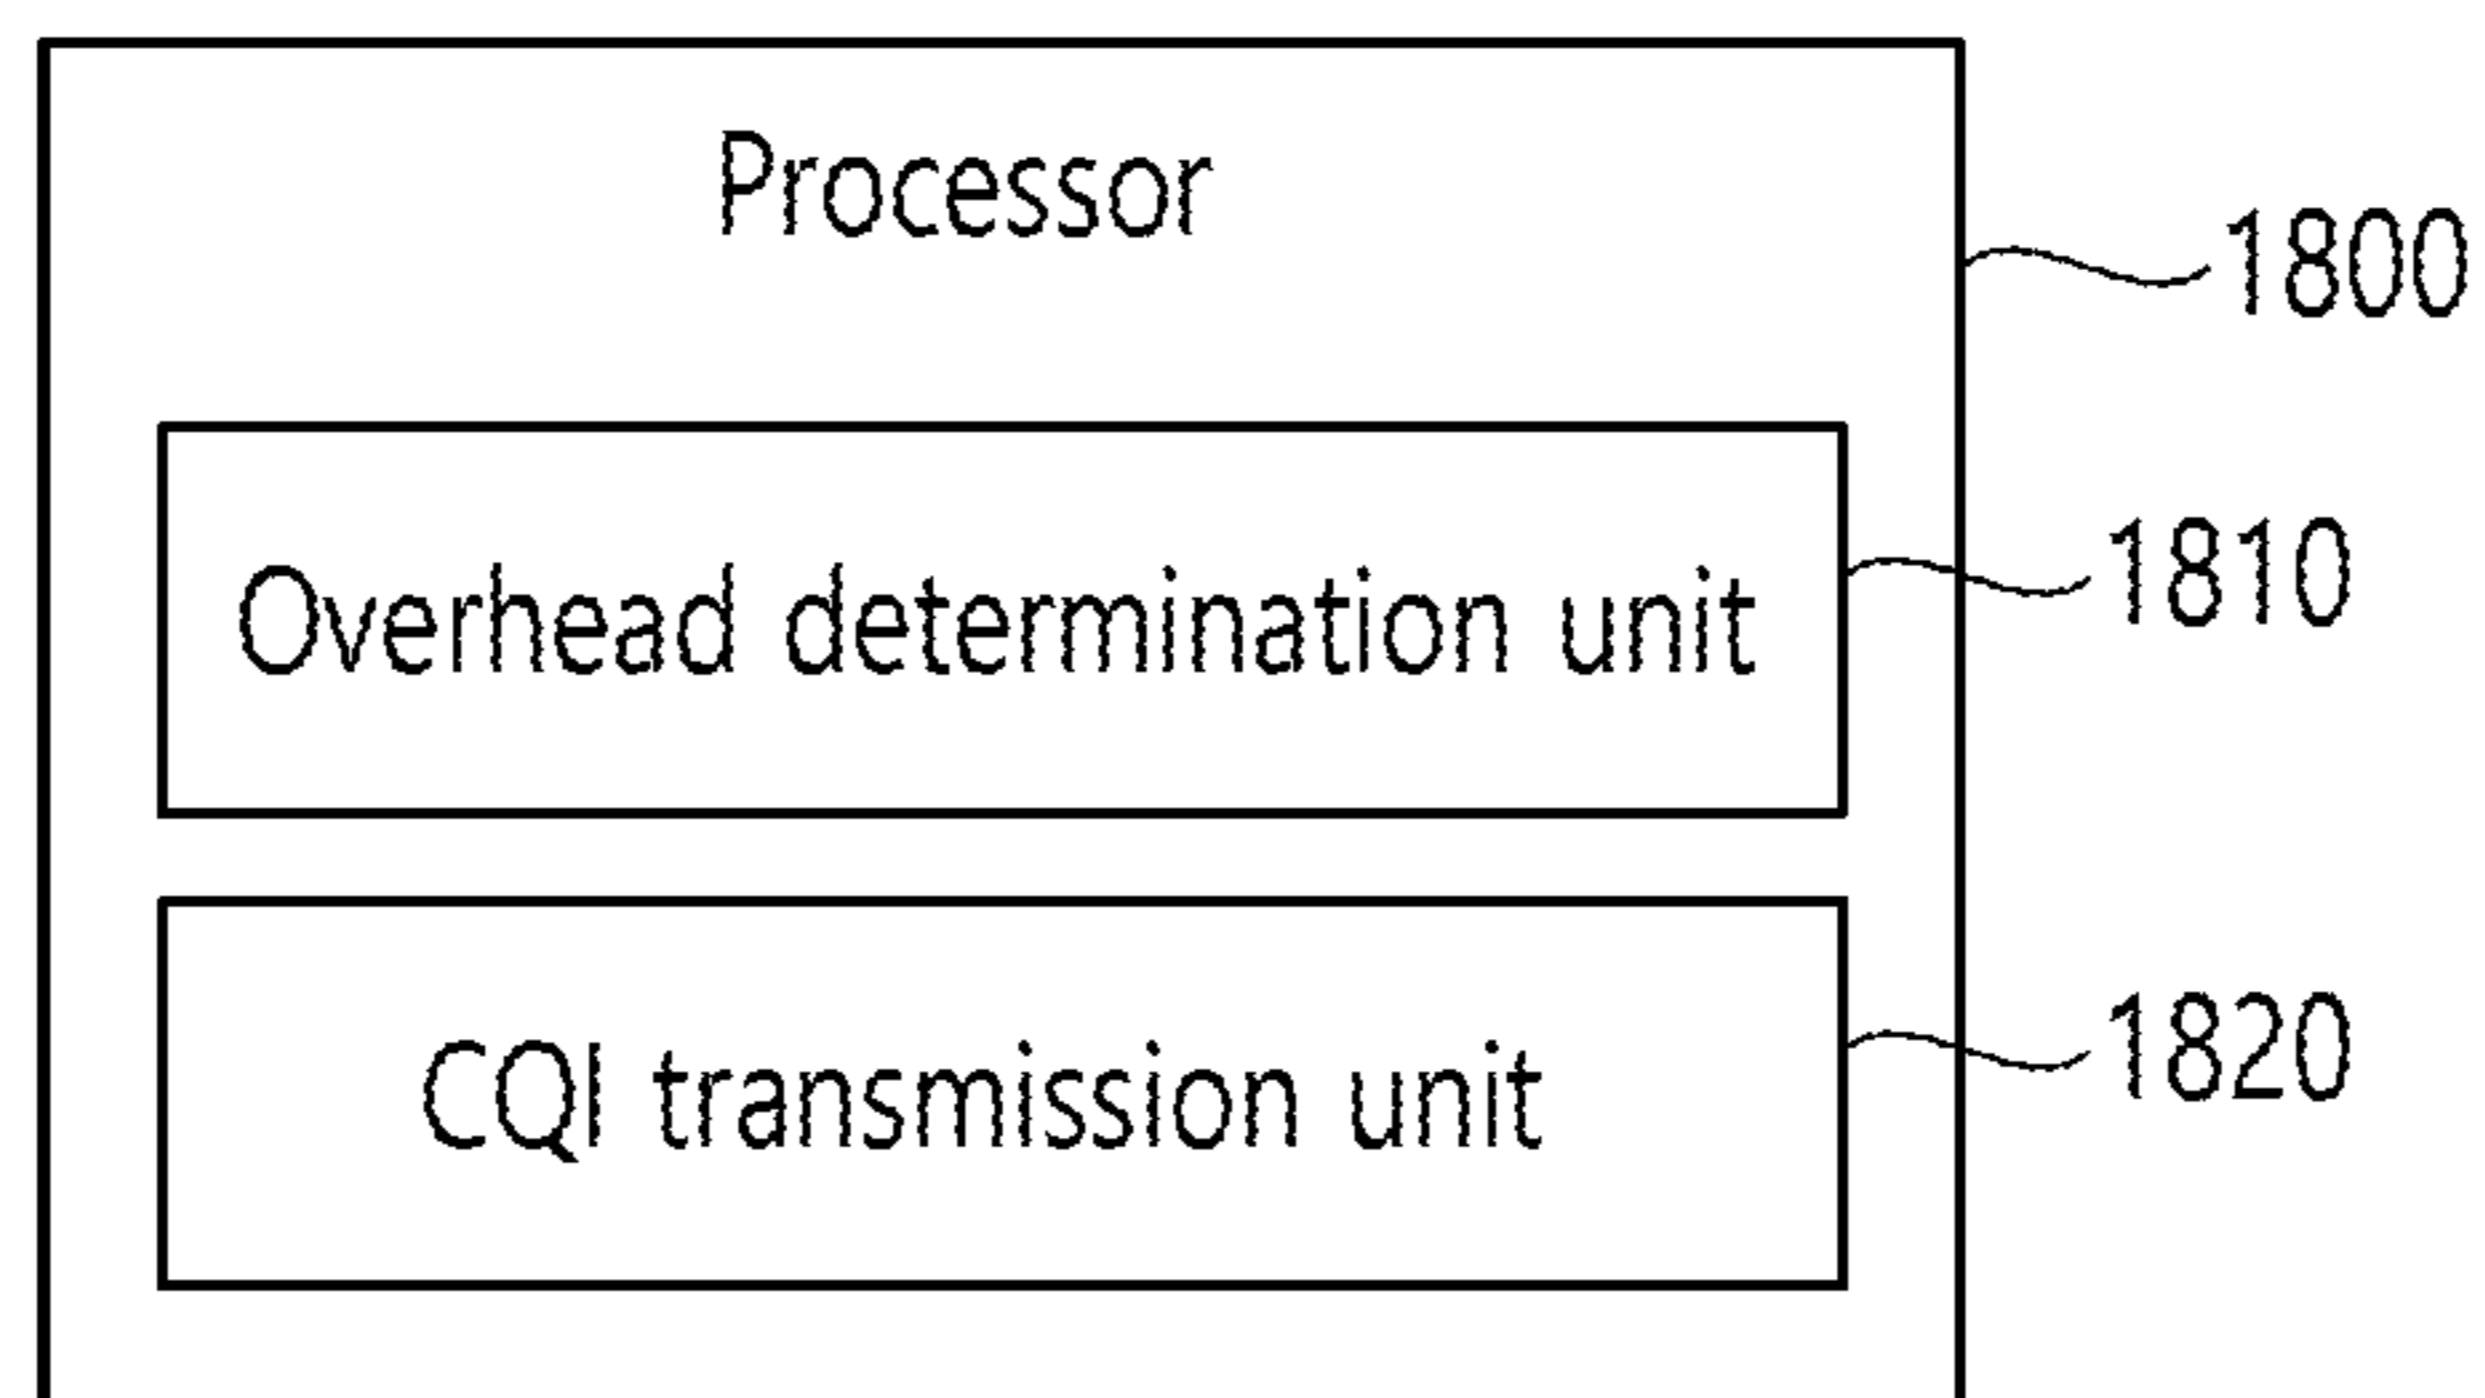 Processor
1800
Overhead determination unit
1810
CQI transmission unit
1820